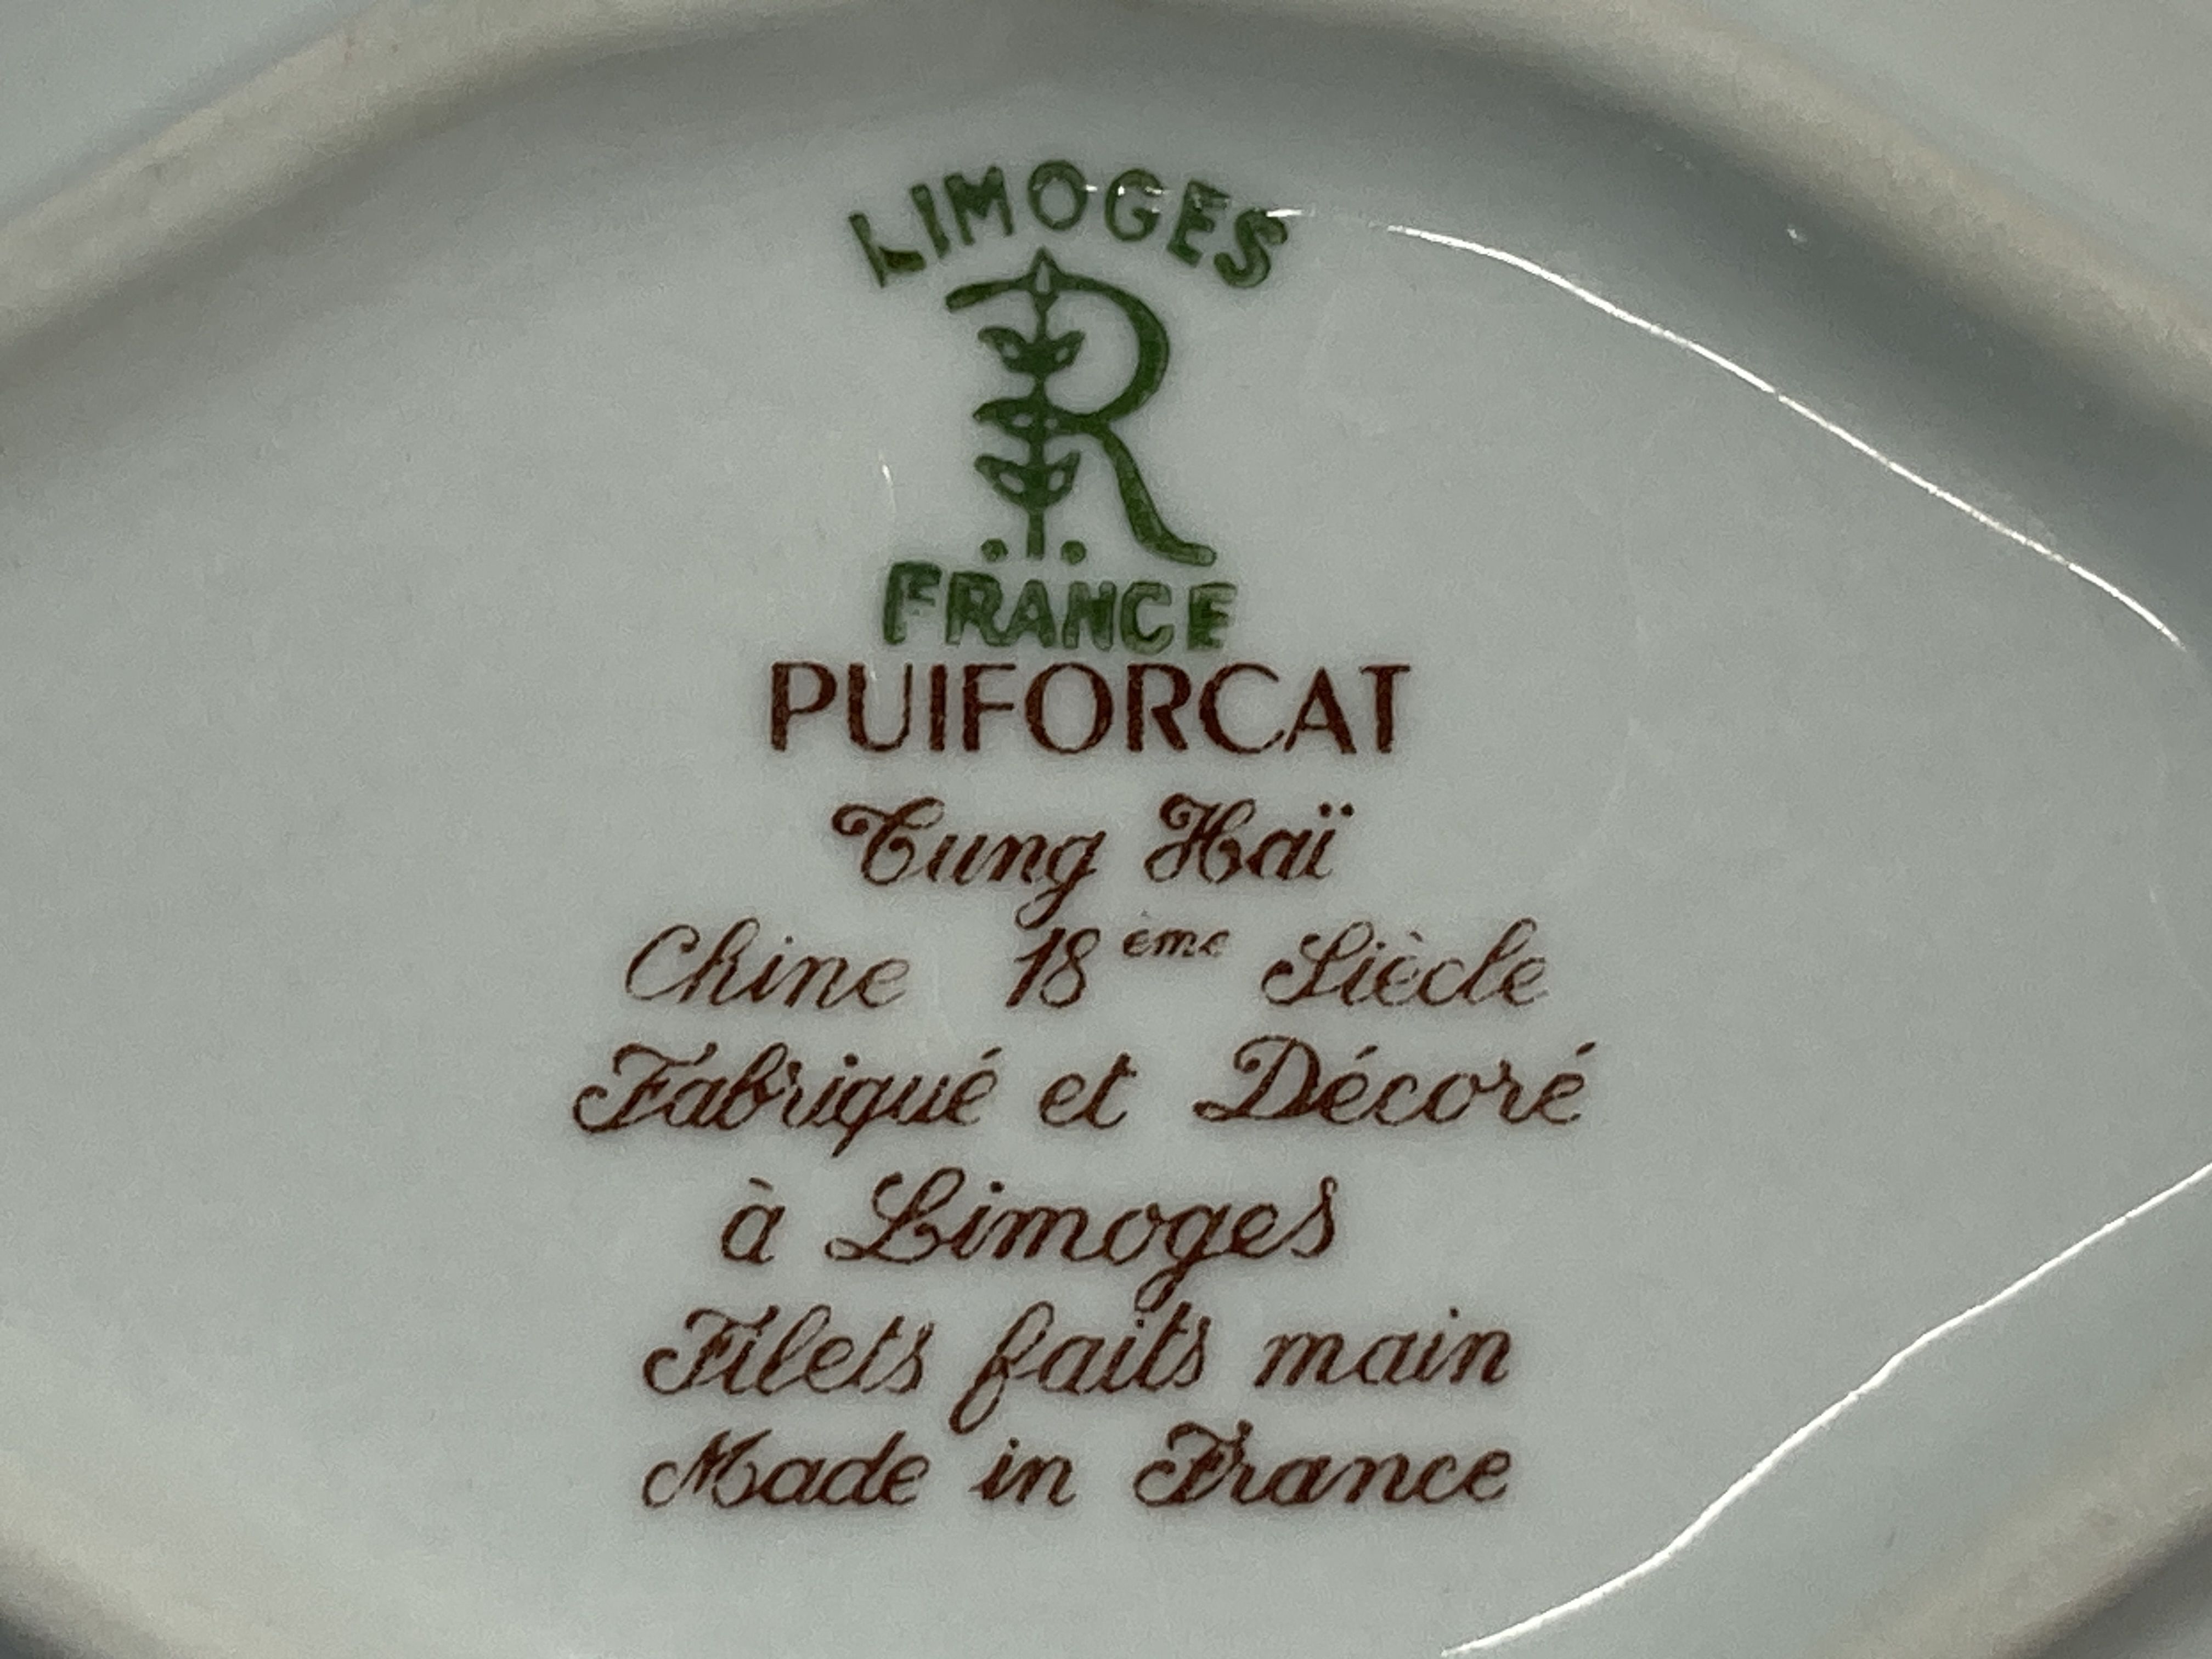 LIMOGES
R
FRANCE
PUIFORCAT
Tung Haï
Chine 18ème Siècle
Fabriqué et Décoré
à Limoges
Filets faits main
Made in France